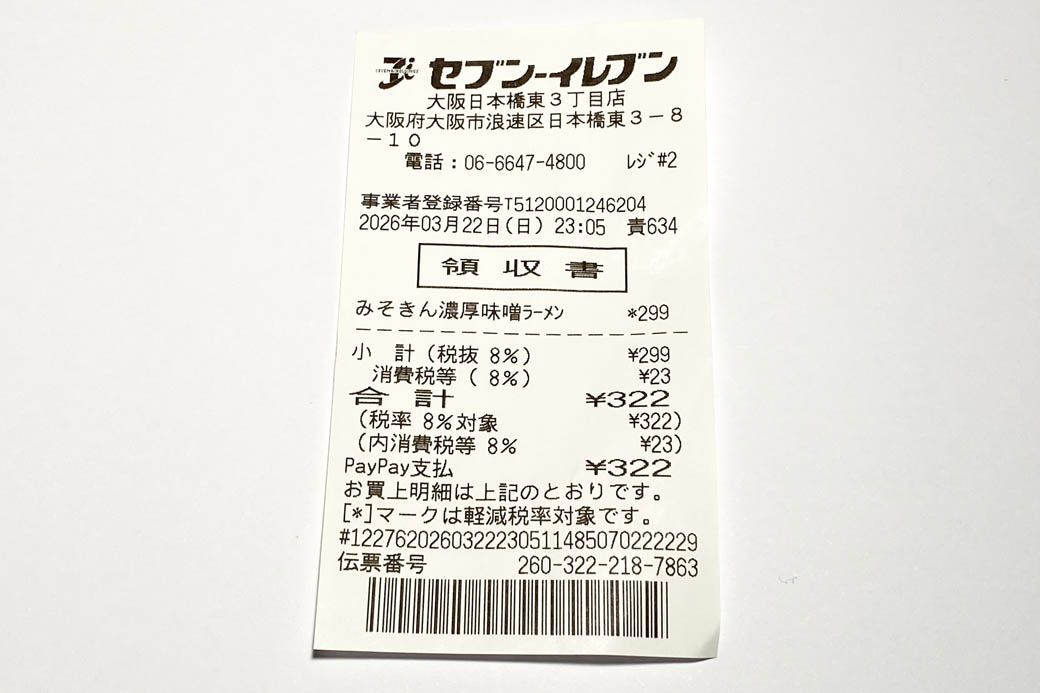 セブン-イレブン
大阪日本橋東3丁目店
大阪府大阪市浪速区日本橋東3-8
-10
電話:06-6647-4800 レジ#2
事業者登録番号T5120001246204
2026年03月22日(日) 23:05 責634
領収書
みそきん濃厚味噌ラーメン *299
小 計(税抜 8%) ¥299
消費税等( 8%) ¥23
合 計 ¥322
(税率 8%対象 ¥322)
(内消費税等 8% ¥23)
PayPay支払 ¥322
お買上明細は上記のとおりです。
[*]マークは軽減税率対象です。
#122762026032223051148507022229
伝票番号 260-322-218-7863